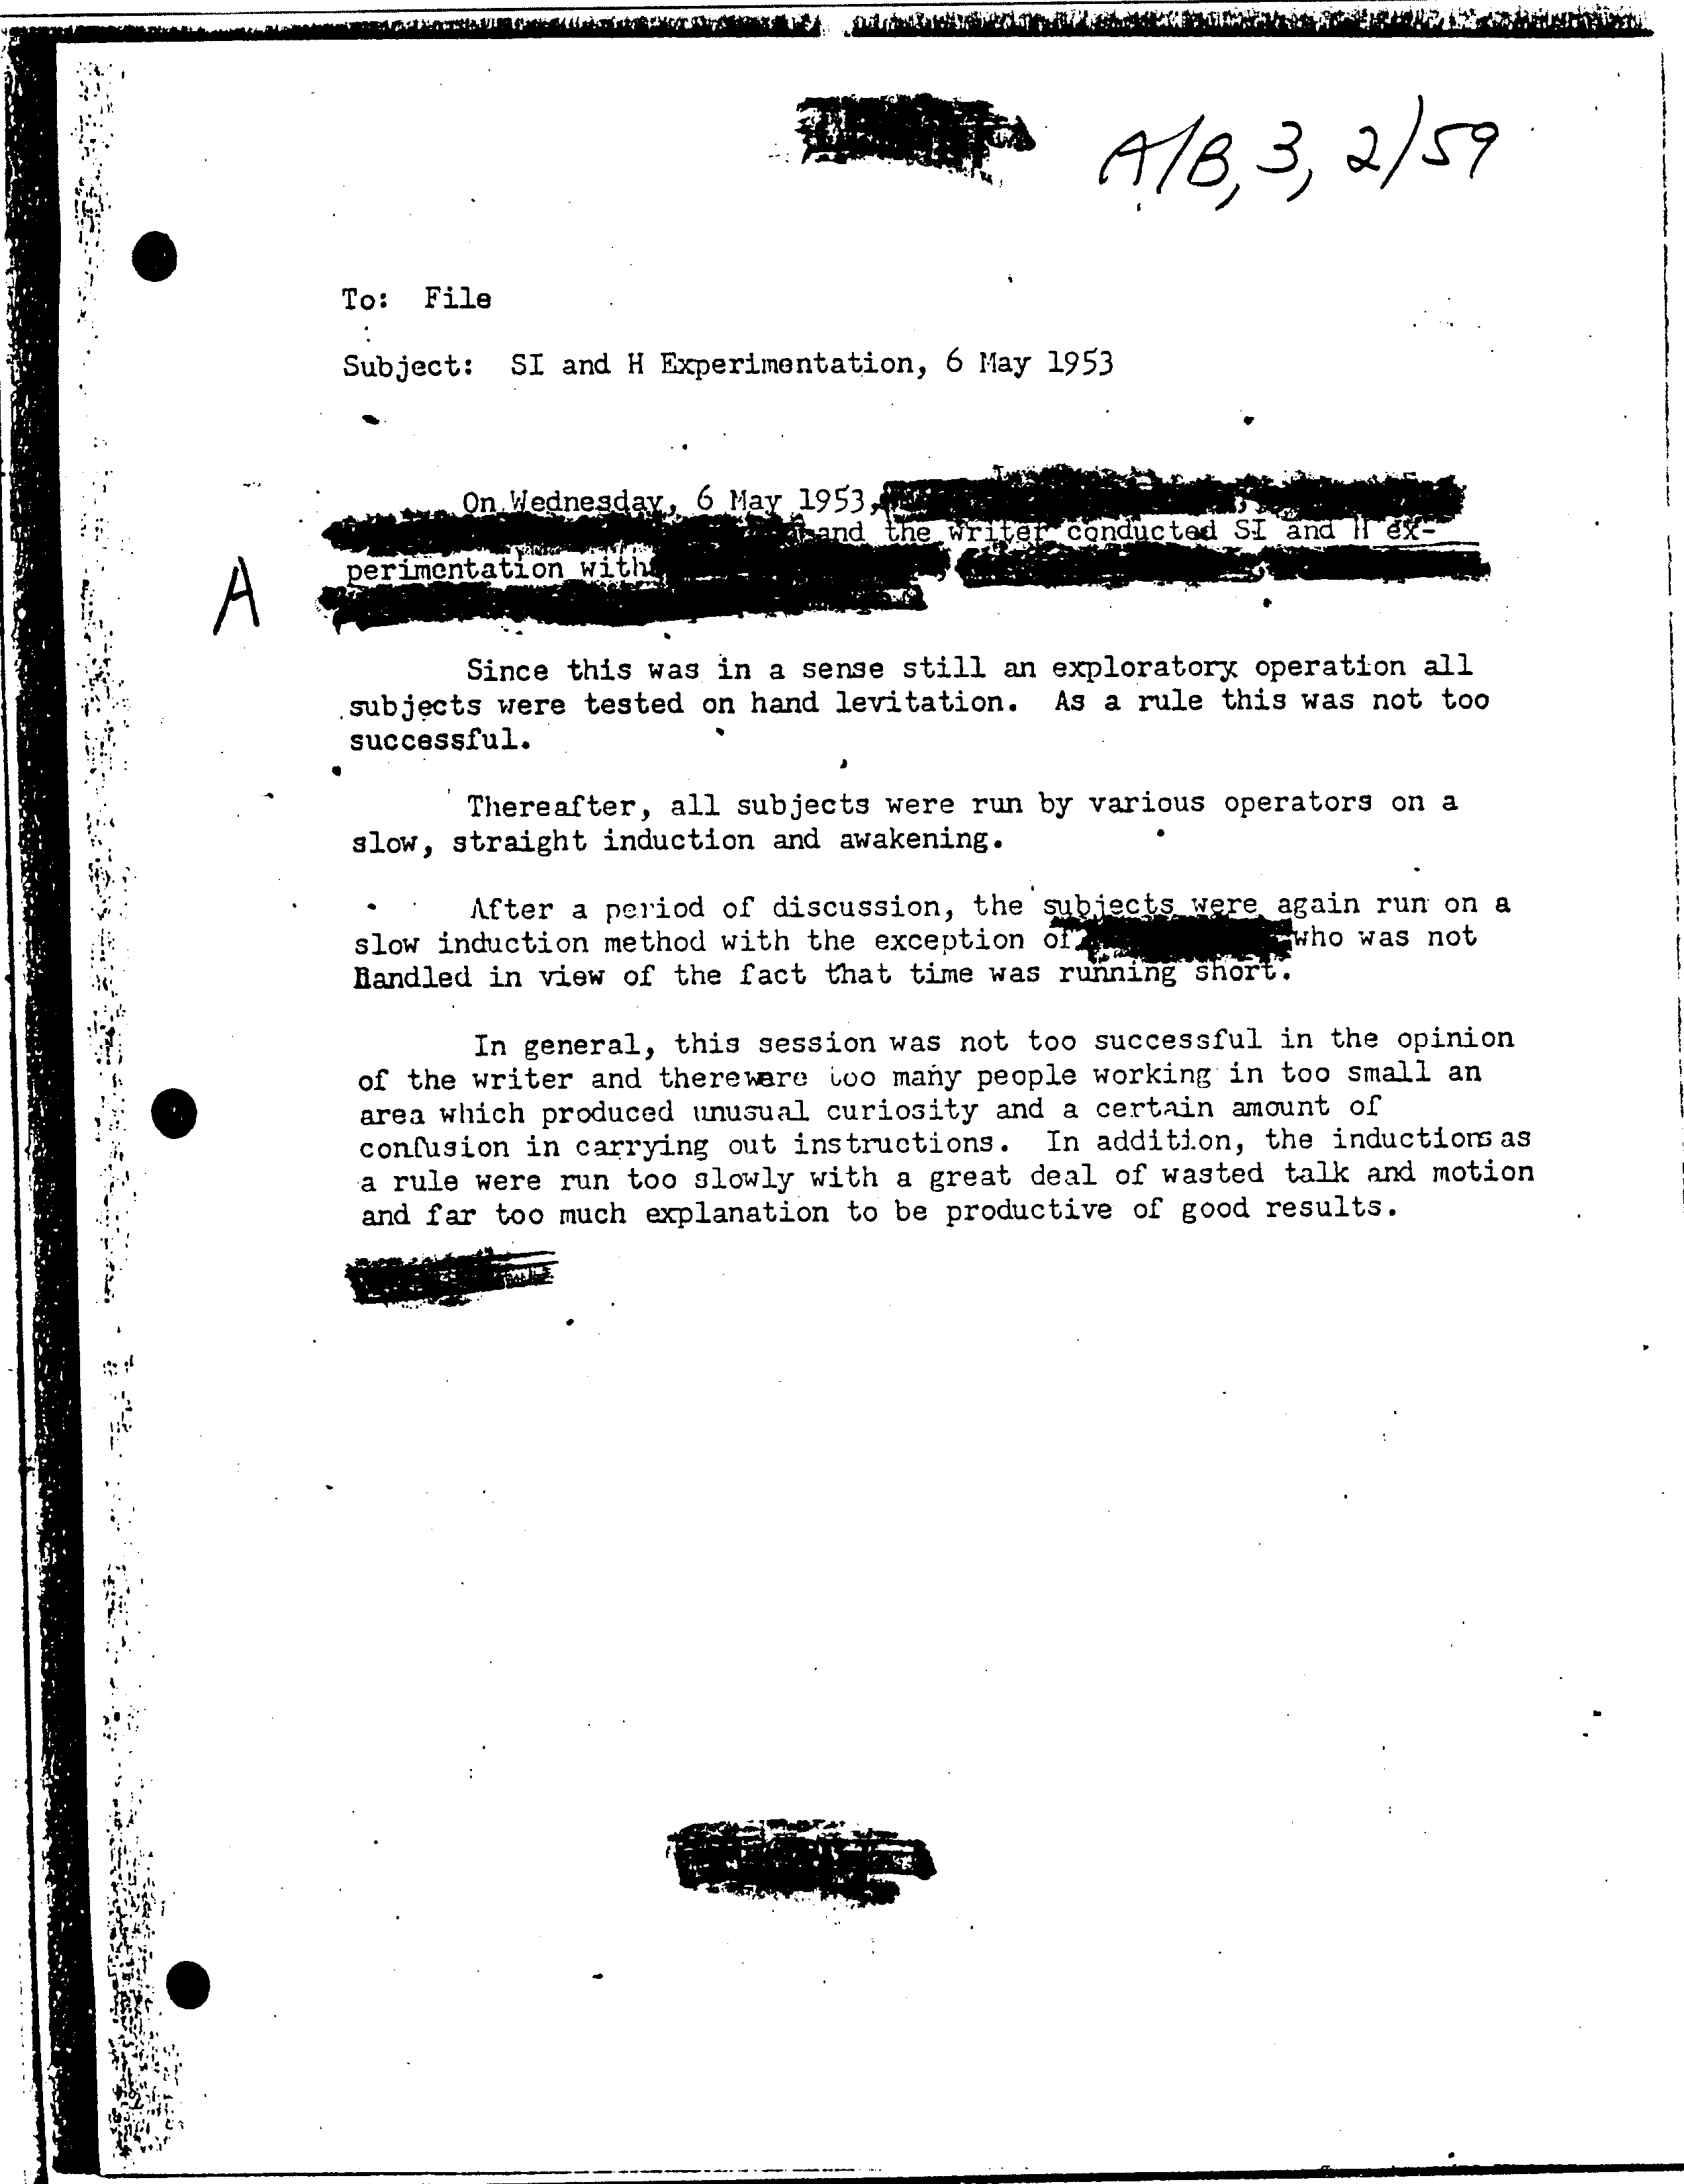 A/B, 3, 2/59
To: File
Subject: SI and H Experimentation, 6 May 1953
On Wednesday, 6 May 1953,
and the writer conducted SI and H ex-
A
perimentation with
Since this was in a sense still an exploratory operation all
subjects were tested on hand levitation. As a rule this was not too
successful.
Thereafter, all subjects were run by various operators on a
slow, straight induction and awakening.
After a period of discussion, the subjects were again run on a
slow induction method with the exception of who was not
Handled in view of the fact that time was running short.
In general, this session was not too successful in the opinion
of the writer and therewere too many people working in too small an
area which produced unusual curiosity and a certain amount of
confusion in carrying out instructions. In addition, the inductions as
a rule were run too slowly with a great deal of wasted talk and motion
and far too much explanation to be productive of good results.